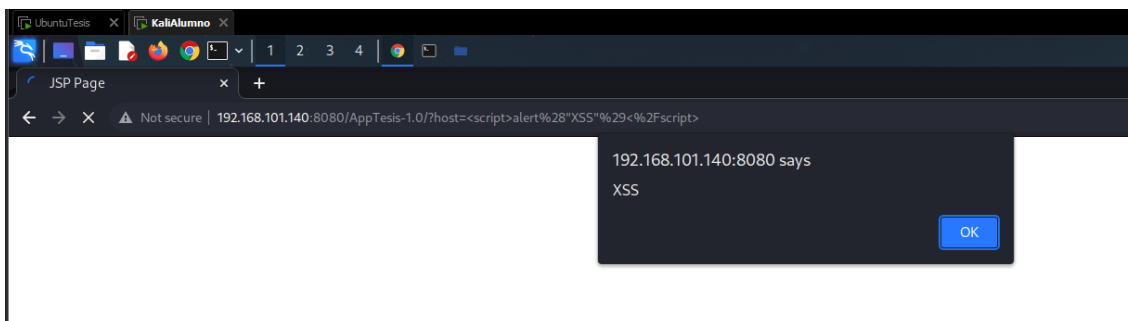 UbuntuTesis KaliAlumno
1 2 3 4
JSP Page
Not secure 192.168.101.140:8080/AppTesis-1.0/?host=<script>alert%28"XSS"%29<%2Fscript>
192.168.101.140:8080 says
XSS
OK